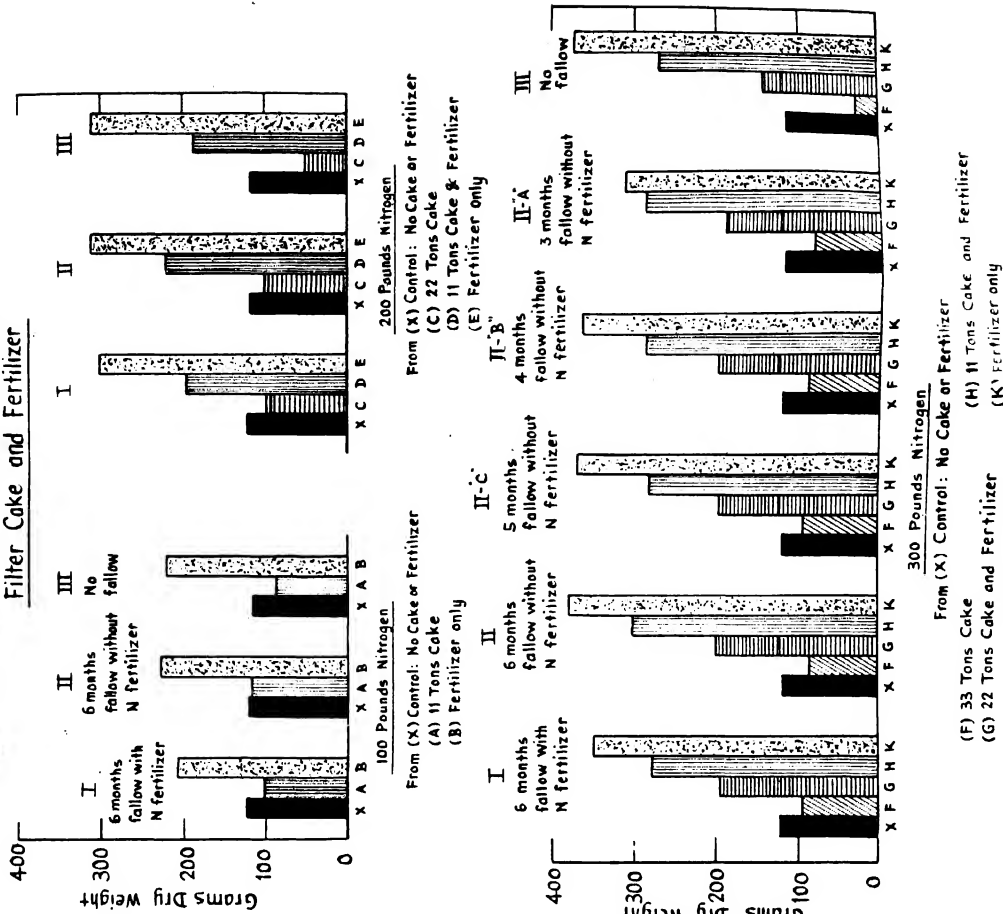 Filter Cake and Fertilizer
400
300
200
100
0
Grams Dry Weight
I
6 months
fallow with
N fertilizer
II
6 months
fallow without
N fertilizer
III
No
fallow
I
II
III
X A B
X A B
X A B
X C D E
X C D E
X C D E
100 Pounds Nitrogen
From (X) Control: No Cake or Fertilizer
(A) 11 Tons Cake
(B) Fertilizer only
200 Pounds Nitrogen
From (X) Control: No Cake or Fertilizer
(C) 22 Tons Cake
(D) 11 Tons Cake & Fertilizer
(E) Fertilizer only
400
300
200
100
0
Grams Dry Weight
I
6 months
fallow with
N fertilizer
II
6 months
fallow without
N fertilizer
II-"C"
5 months
fallow without
N fertilizer
II-"B"
4 months
fallow without
N fertilizer
II-"A"
3 months
fallow without
N fertilizer
III
No
fallow
X F G H K
X F G H K
X F G H K
X F G H K
X F G H K
X F G H K
300 Pounds Nitrogen
From (X) Control: No Cake or Fertilizer
(F) 33 Tons Cake
(G) 22 Tons Cake and Fertilizer
(H) 11 Tons Cake and Fertilizer
(K) Fertilizer only